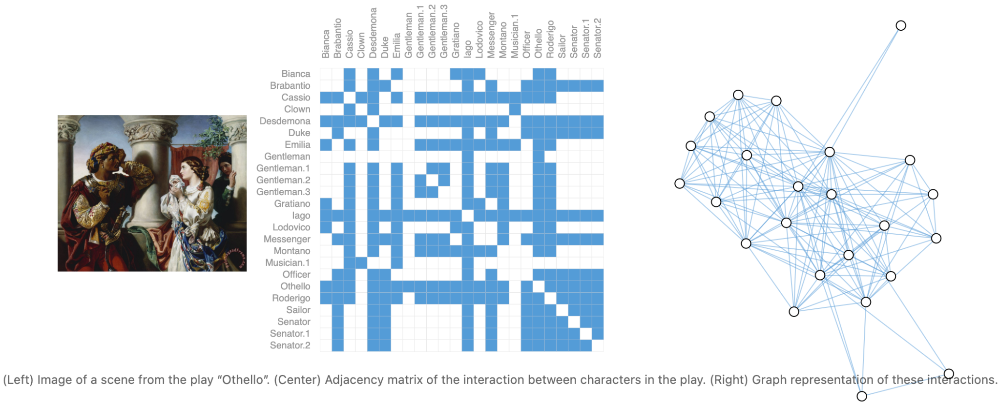 Bianca
Brabantio
Cassio
Clown
Desdemona
Duke
Emilia
Gentleman
Gentleman.1
Gentleman.2
Gentleman.3
Gratiano
Iago
Lodovico
Messenger
Montano
Musician.1
Officer
Othello
Roderigo
Sailor
Senator
Senator.1
Senator.2
Bianca
Brabantio
Cassio
Clown
Desdemona
Duke
Emilia
Gentleman
Gentleman.1
Gentleman.2
Gentleman.3
Gratiano
Iago
Lodovico
Messenger
Montano
Musician.1
Officer
Othello
Roderigo
Sailor
Senator
Senator.1
Senator.2
(Left) Image of a scene from the play “Othello”. (Center) Adjacency matrix of the interaction between characters in the play. (Right) Graph representation of these interactions.